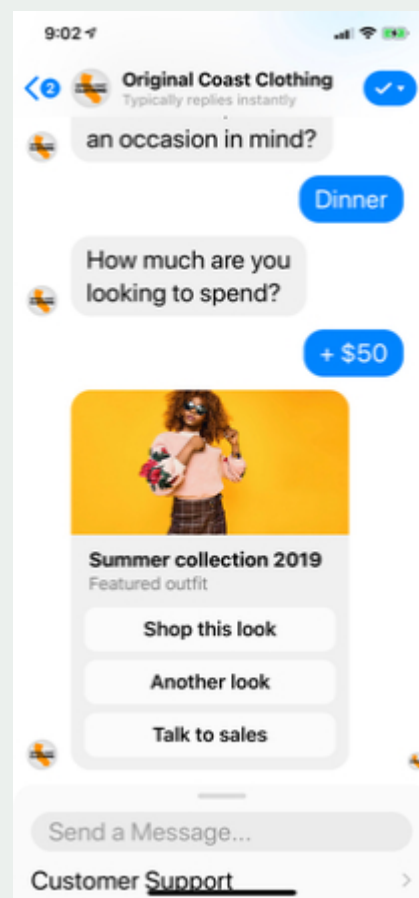 9:02
2
Original Coast Clothing
Typically replies instantly
an occasion in mind?
Dinner
How much are you
looking to spend?
+ $50
Summer collection 2019
Featured outfit
Shop this look
Another look
Talk to sales
Send a Message...
Customer Support